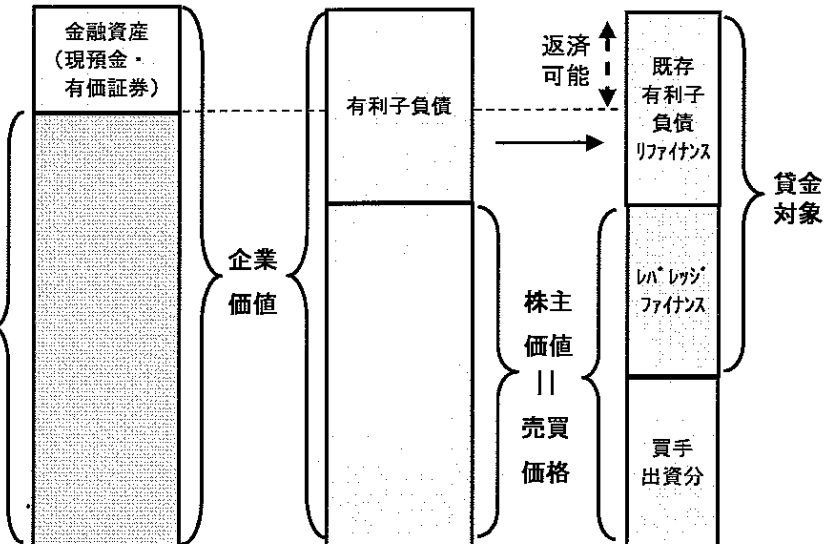 金融資産
（現預金・
有価証券）
企業
価値
有利子負債
株主
価値
||
売買
価格
返済
可能
既存
有利子
負債
リファイナンス
レバレッジ
ファイナンス
買手
出資分
貸金
対象